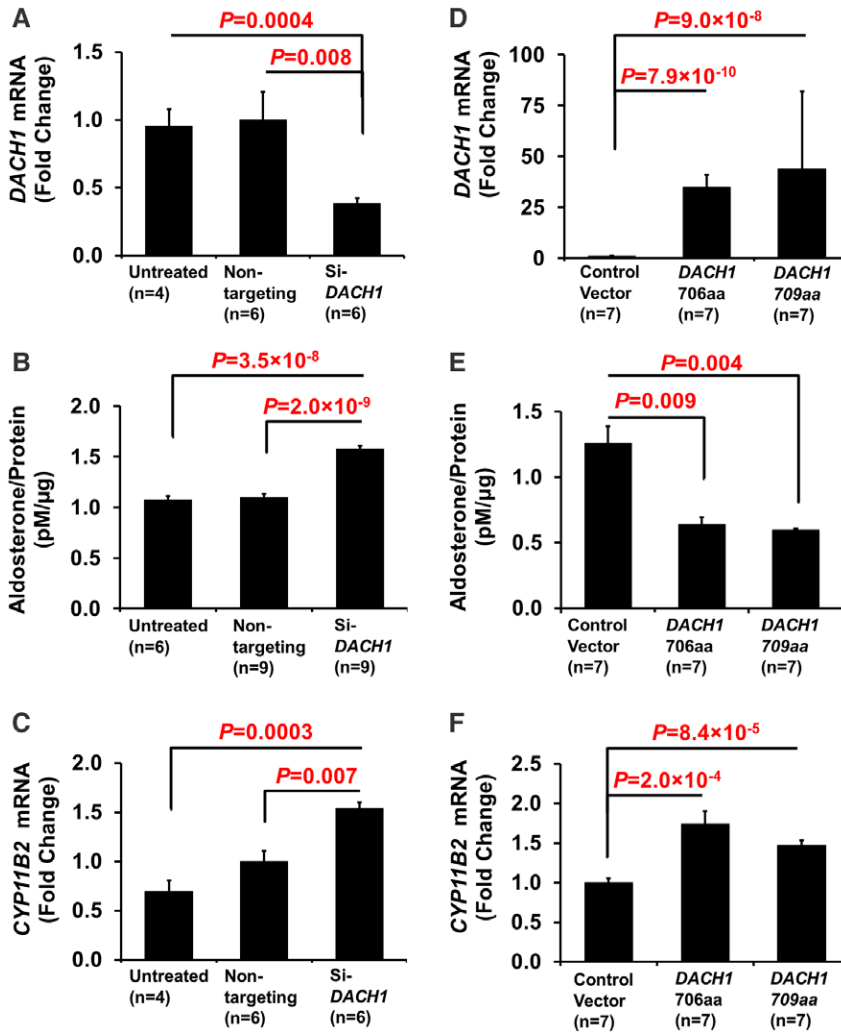 A
DACH1 mRNA
(Fold Change)
P=0.0004
P=0.008
1.5
1.0
0.5
0.0
Untreated
(n=4)
Non-
targeting
(n=6)
Si-
DACH1
(n=6)
B
Aldosterone/Protein
(pM/µg)
P=3.5×10-8
P=2.0×10-9
2.0
1.5
1.0
0.5
0.0
Untreated
(n=6)
Non-
targeting
(n=9)
Si-
DACH1
(n=9)
C
CYP11B2 mRNA
(Fold Change)
P=0.0003
P=0.007
2.0
1.5
1.0
0.5
0.0
Untreated
(n=4)
Non-
targeting
(n=6)
Si-
DACH1
(n=6)
D
DACH1 mRNA
(Fold Change)
P=9.0×10-8
P=7.9×10-10
100
75
50
25
0
Control
Vector
(n=7)
DACH1
706aa
(n=7)
DACH1
709aa
(n=7)
E
Aldosterone/Protein
(pM/µg)
P=0.004
P=0.009
1.5
1.0
0.5
0.0
Control
Vector
(n=7)
DACH1
706aa
(n=7)
DACH1
709aa
(n=7)
F
CYP11B2 mRNA
(Fold Change)
P=8.4×10-5
P=2.0×10-4
2.5
2.0
1.5
1.0
0.5
0.0
Control
Vector
(n=7)
DACH1
706aa
(n=7)
DACH1
709aa
(n=7)